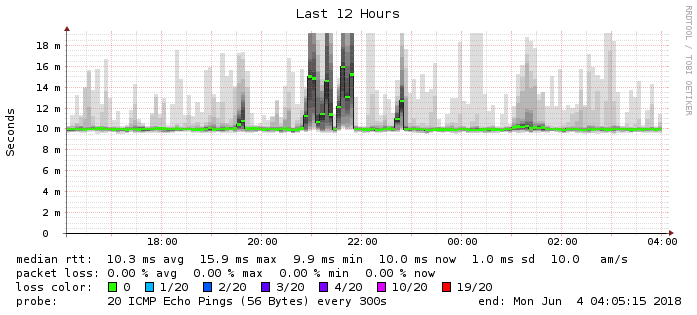 Last 12 Hours
RRDTOOL / TOBI OETIKER
Seconds
18 m
16 m
14 m
12 m
10 m
8 m
6 m
4 m
2 m
0
18:00 20:00 22:00 00:00 02:00 04:00
median rtt: 10.3 ms avg 15.9 ms max 9.9 ms min 10.0 ms now 1.0 ms sd 10.0 am/s
packet loss: 0.00 % avg 0.00 % max 0.00 % min 0.00 % now
loss color: 0 1/20 2/20 3/20 4/20 10/20 19/20
probe: 20 ICMP Echo Pings (56 Bytes) every 300s end: Mon Jun 4 04:05:15 2018